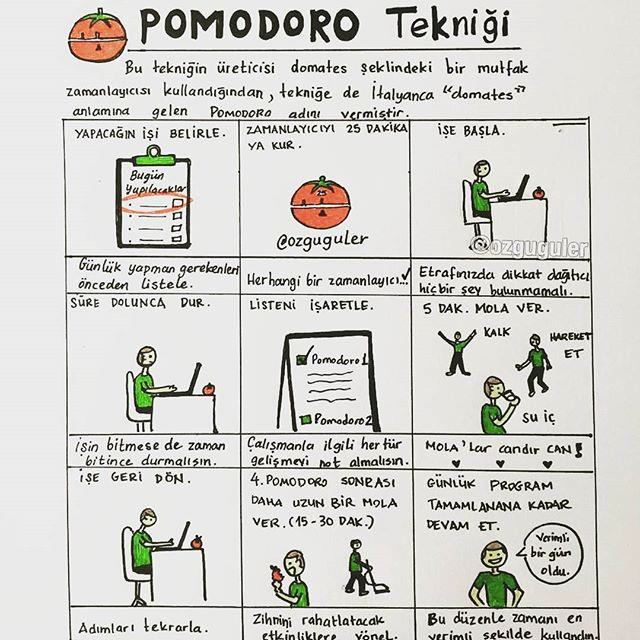 POMODORO Tekniği
Bu tekniğin üreticisi domates şeklindeki bir mutfak
zamanlayıcısı kullandığından, tekniğe de İtalyanca "domates"
anlamına gelen POMODORO adını vermiştir.
YAPACAĞIN İŞİ BELİRLE.
Bugün
Yapılacaklar
Günlük yapman gerekenleri
önceden listele.
ZAMANLAYICIYI 25 DAKİKA
YA KUR.
25
@ozguguler
Herhangi bir zamanlayıcı...
İŞE BAŞLA.
@ozguguler
Etrafınızda dikkat dağıtıcı
hiçbir şey bulunmamalı.
SÜRE DOLUNCA DUR.
işin bitmese de zaman
bitince durmalısın.
LİSTENİ İŞARETLE.
Pomodoro 1
Pomodoro 2
Çalışmanla ilgili her tür
gelişmeyi not almalısın.
5 DAK. MOLA VER.
KALK
HAREKET
ET
SU İÇ
MOLA'lar candır CAN!
İŞE GERİ DÖN.
Adımları tekrarla.
4. POMODORO SONRASI
DAHA UZUN BİR MOLA
VER. (15-30 DAK.)
Zihnini rahatlatacak
etkinliklere yönel.
GÜNLÜK PROGRAM
TAMAMLANANA KADAR
DEVAM ET.
Verimli
bir gün
oldu.
Bu düzenle zamanı en
verimli şekilde kullandın